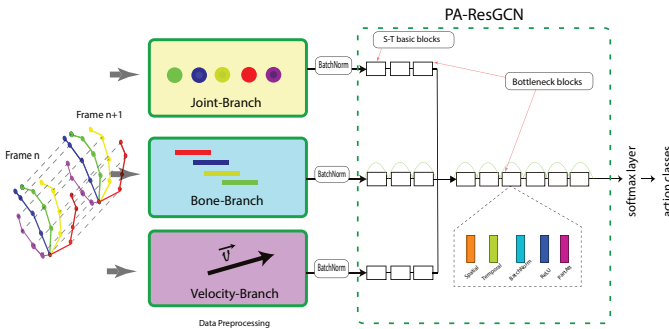 PA-ResGCN
S-T basic blocks
BatchNorm
Joint-Branch
Bottleneck blocks
Frame n+1
Frame n
BatchNorm
Bone-Branch
softmax layer
action classes
v
BatchNorm
Velocity-Branch
Spatial
Temporal
BatchNorm
ReLU
PartAtt
Data Preprocessing